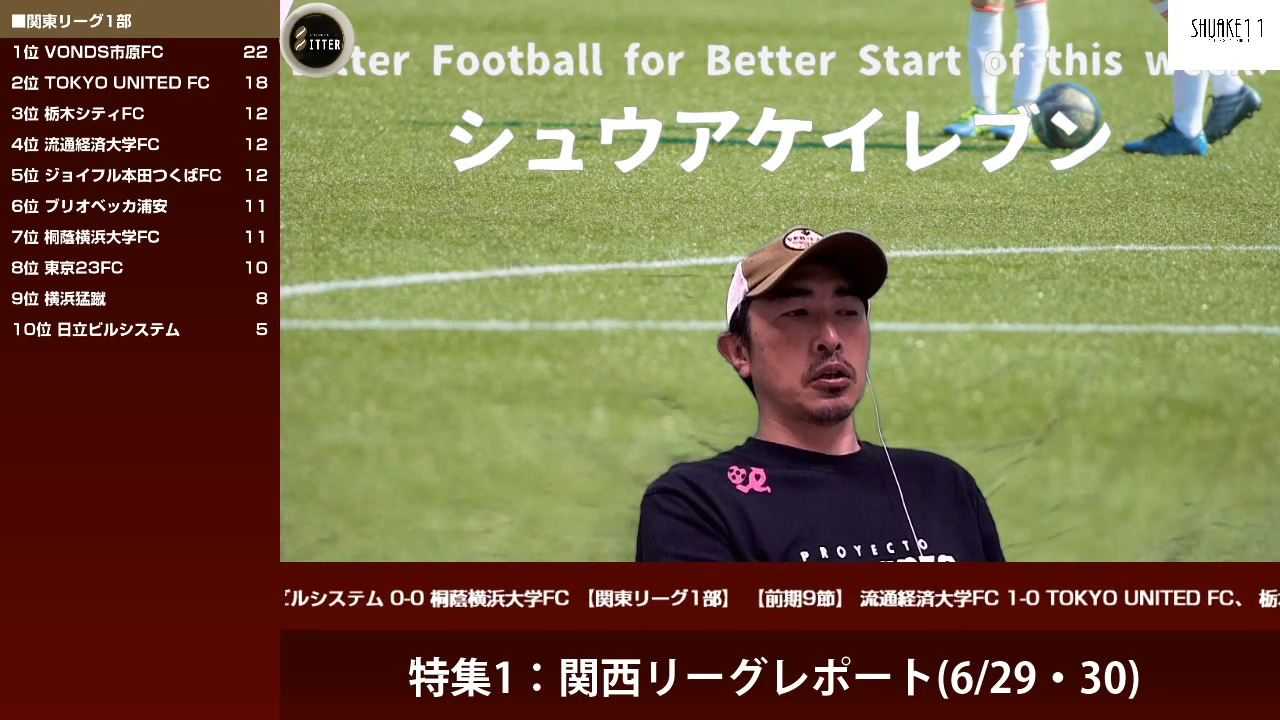 ■関東リーグ1部
1位 VONDS市原FC 22
2位 TOKYO UNITED FC 18
3位 栃木シティFC 12
4位 流通経済大学FC 12
5位 ジョイフル本田つくばFC 12
6位 ブリオベッカ浦安 11
7位 桐蔭横浜大学FC 11
8位 東京23FC 10
9位 横浜猛蹴 8
10位 日立ビルシステム 5
ITTER
SHUAKE11
Football for Better Start of this
シュウアケイレブン
PROYECTO
ビルシステム 0-0 桐蔭横浜大学FC 【関東リーグ1部】 【前期9節】 流通経済大学FC 1-0 TOKYO UNITED FC、 栃
特集1：関西リーグレポート(6/29・30)